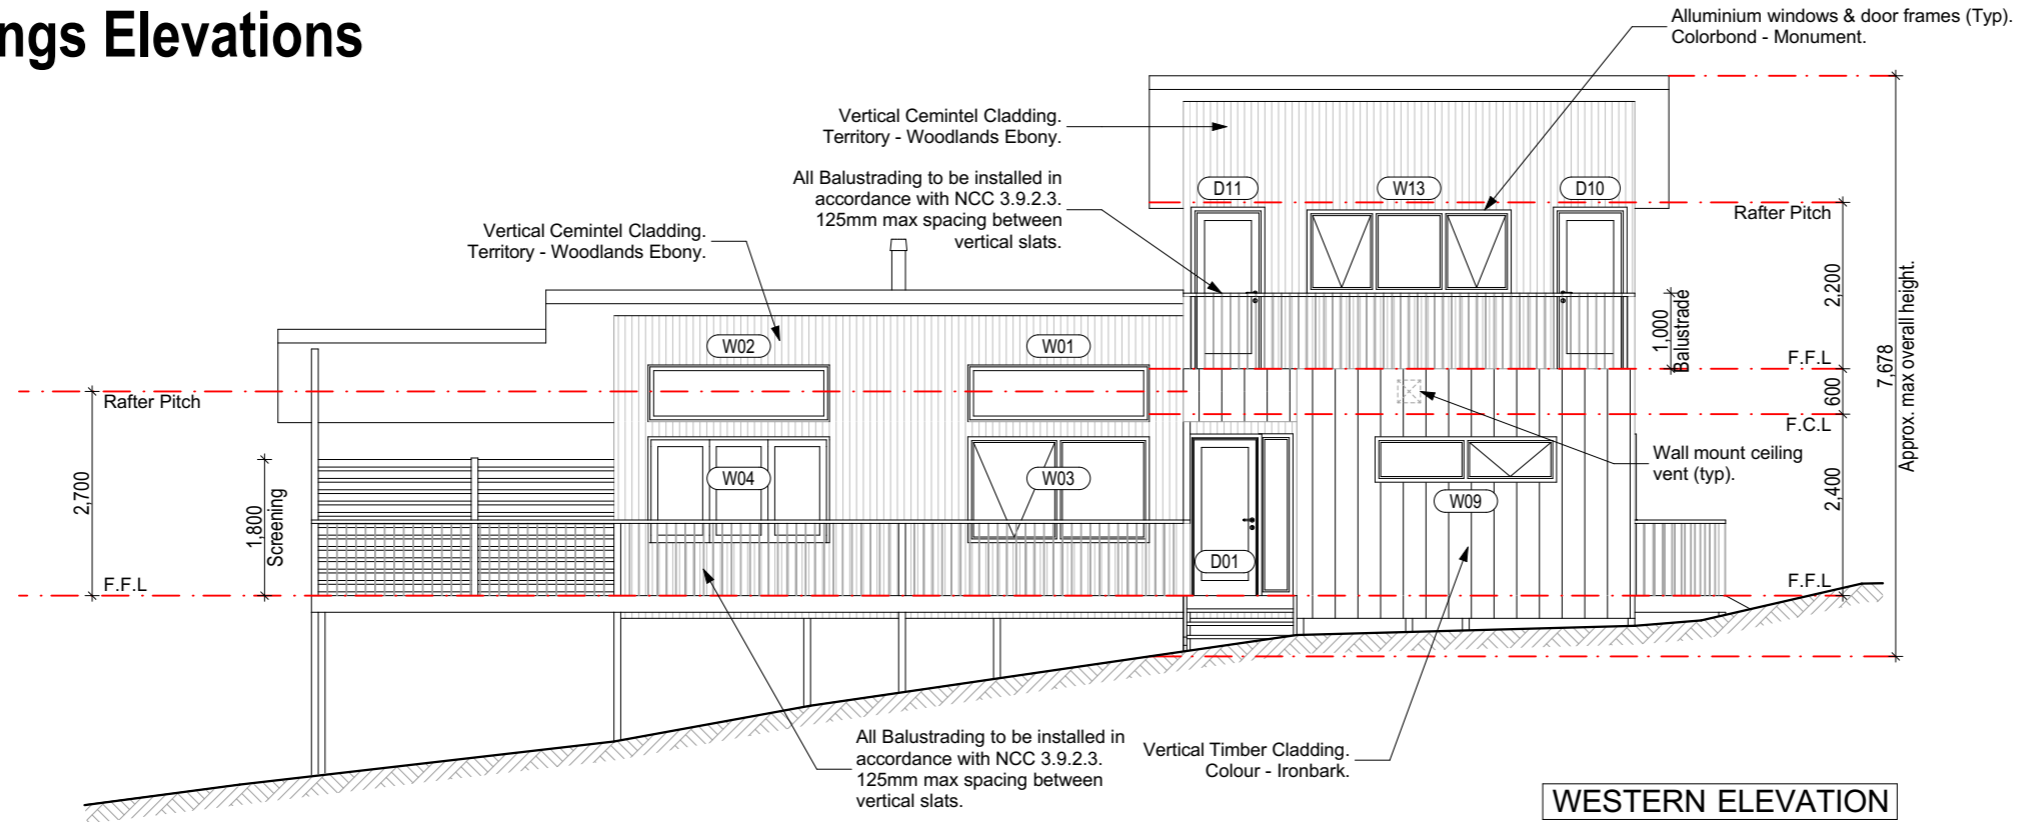 ngs Elevations
Alluminium windows & door frames (Typ).
Colorbond - Monument.
Vertical Cemintel Cladding.
Territory - Woodlands Ebony.
All Balustrading to be installed in
accordance with NCC 3.9.2.3.
125mm max spacing between
vertical slats.
Vertical Cemintel Cladding.
Territory - Woodlands Ebony.
D11
W13
D10
Rafter Pitch
2,200
1,000
Balustrade
F.F.L
600
F.C.L
7,678
Approx. max overall height.
W02
W01
Rafter Pitch
2,700
1,800
Screening
F.F.L
W04
W03
D01
W09
Wall mount ceiling
vent (typ).
2,400
F.F.L
All Balustrading to be installed in
accordance with NCC 3.9.2.3.
125mm max spacing between
vertical slats.
Vertical Timber Cladding.
Colour - Ironbark.
WESTERN ELEVATION